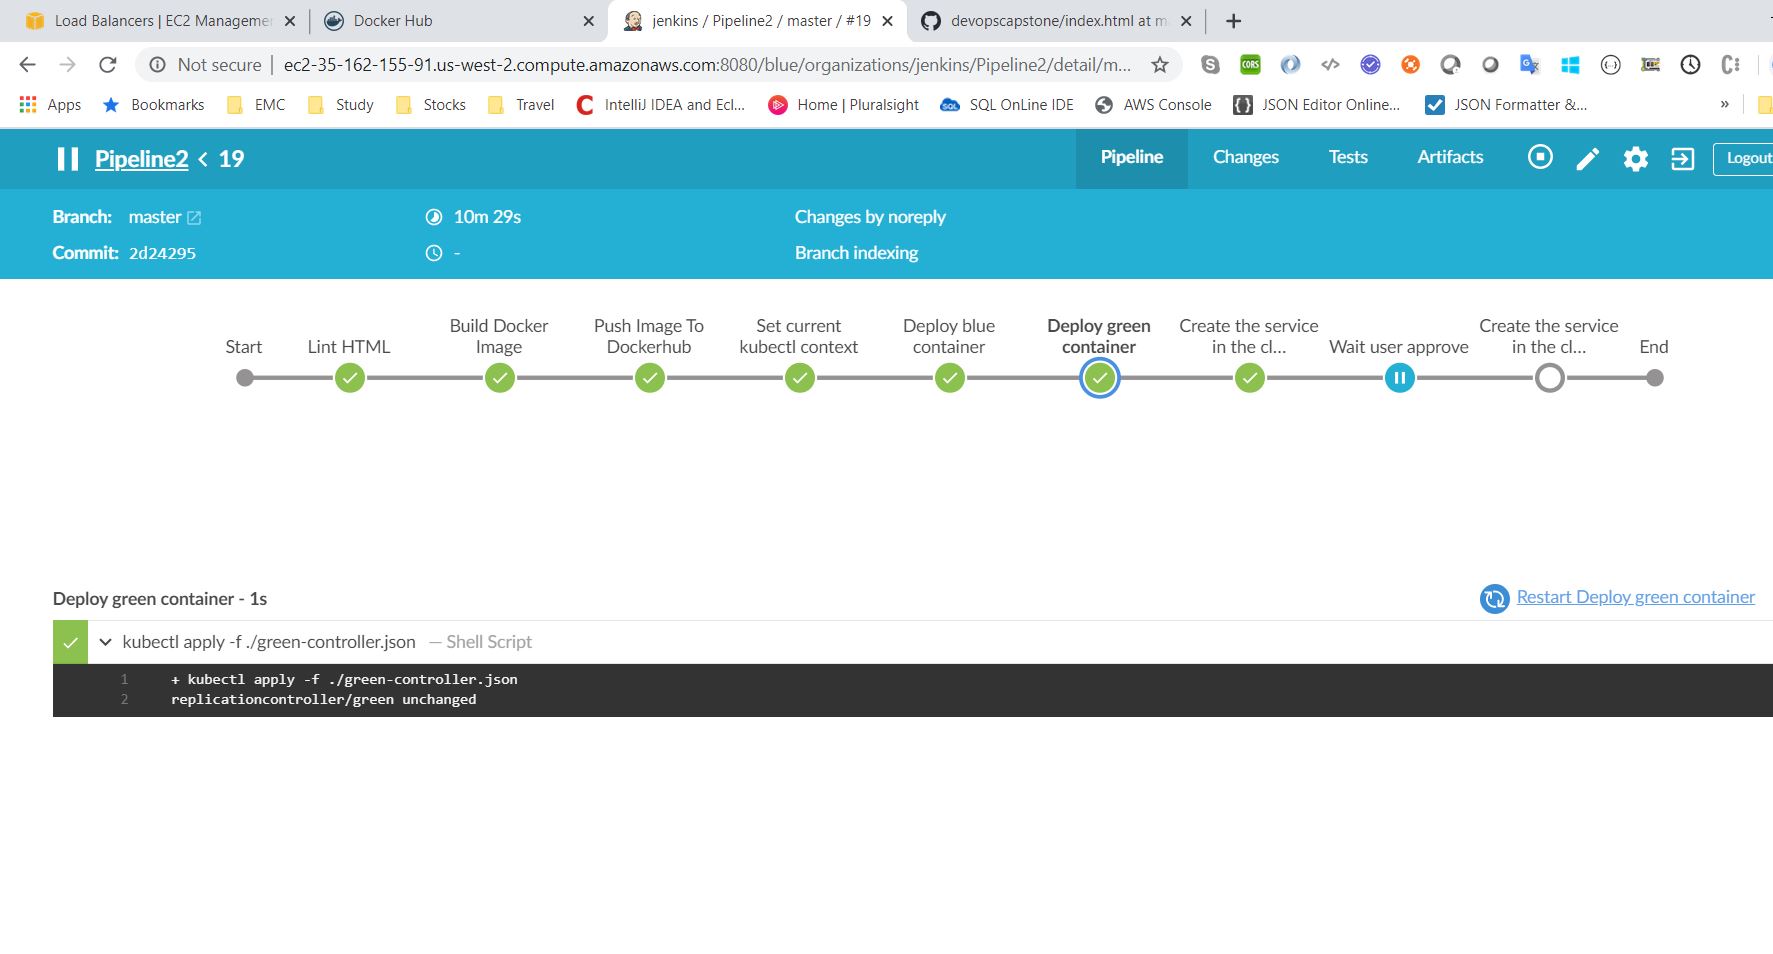 Load Balancers | EC2 Manageme
Docker Hub
jenkins / Pipeline2 / master / #19
devopscapstone/index.html at m
Not secure | ec2-35-162-155-91.us-west-2.compute.amazonaws.com:8080/blue/organizations/jenkins/Pipeline2/detail/m...
Apps Bookmarks EMC Study Stocks Travel IntelliJ IDEA and Ecl... Home | Pluralsight SQL OnLine IDE AWS Console JSON Editor Online... JSON Formatter &... »
Pipeline2 < 19
Pipeline Changes Tests Artifacts Logout
Branch: master 10m 29s Changes by noreply
Commit: 2d24295 - Branch indexing
Start
Lint HTML
Build Docker
Image
Push Image To
Dockerhub
Set current
kubectl context
Deploy blue
container
Deploy green
container
Create the service
in the cl...
Wait user approve
Create the service
in the cl...
End
Deploy green container - 1s
Restart Deploy green container
kubectl apply -f ./green-controller.json — Shell Script
1 + kubectl apply -f ./green-controller.json
2 replicationcontroller/green unchanged